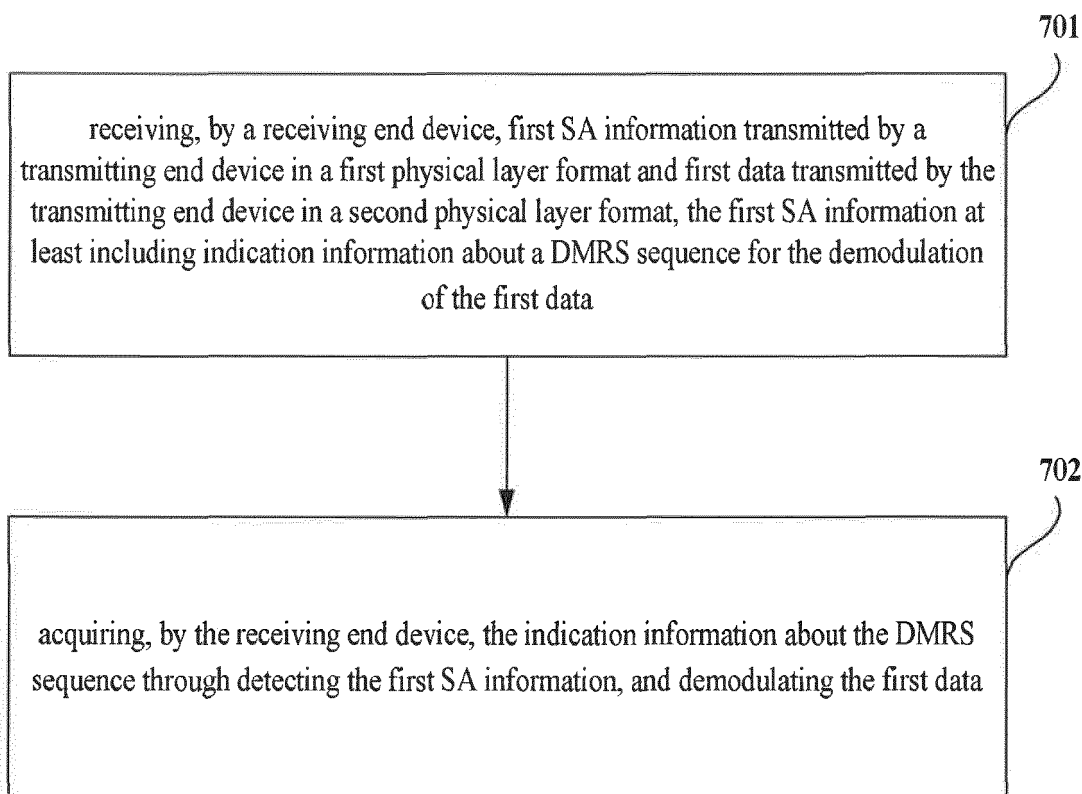 701
receiving, by a receiving end device, first SA information transmitted by a
transmitting end device in a first physical layer format and first data transmitted by the
transmitting end device in a second physical layer format, the first SA information at
least including indication information about a DMRS sequence for the demodulation
of the first data
702
acquiring, by the receiving end device, the indication information about the DMRS
sequence through detecting the first SA information, and demodulating the first data